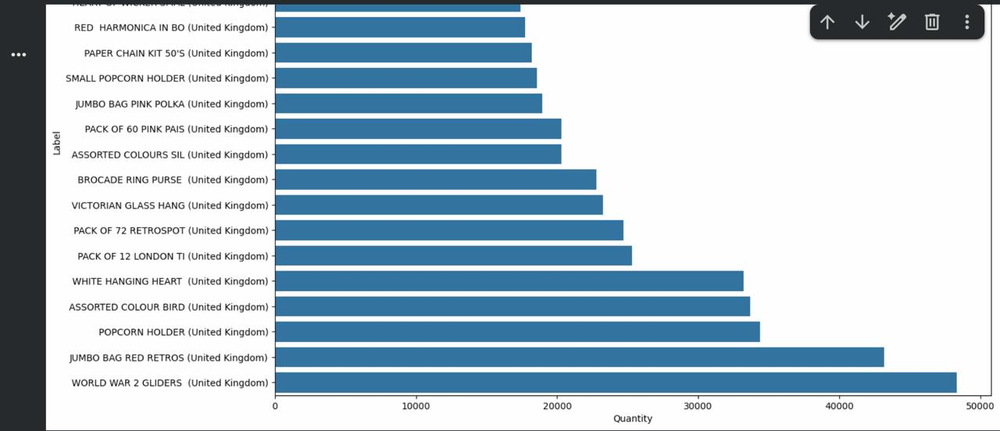 RED  HARMONICA IN BO (United Kingdom)
PAPER CHAIN KIT 50'S (United Kingdom)
SMALL POPCORN HOLDER (United Kingdom)
JUMBO BAG PINK POLKA (United Kingdom)
PACK OF 60 PINK PAIS (United Kingdom)
ASSORTED COLOURS SIL (United Kingdom)
BROCADE RING PURSE  (United Kingdom)
VICTORIAN GLASS HANG (United Kingdom)
PACK OF 72 RETROSPOT (United Kingdom)
PACK OF 12 LONDON TI (United Kingdom)
WHITE HANGING HEART  (United Kingdom)
ASSORTED COLOUR BIRD (United Kingdom)
POPCORN HOLDER (United Kingdom)
JUMBO BAG RED RETROS (United Kingdom)
WORLD WAR 2 GLIDERS  (United Kingdom)
Label
0 10000 20000 30000 40000 50000
Quantity